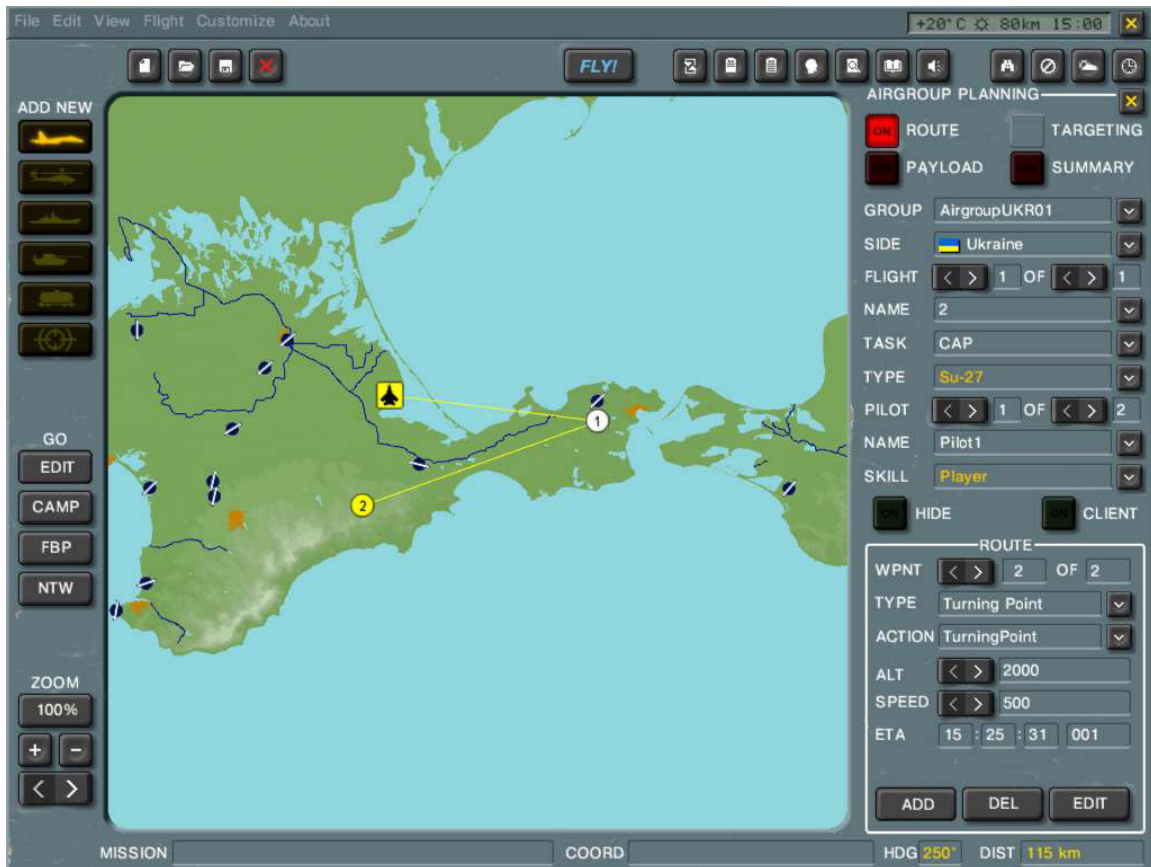 File Edit View Flight Customize About
+20°C 80km 15:00
FLY!
ADD NEW
AIRGROUP PLANNING
ON ROUTE TARGETING
PAYLOAD SUMMARY
GROUP AirgroupUKR01
SIDE Ukraine
FLIGHT < > 1 OF < > 1
NAME 2
TASK CAP
TYPE Su-27
PILOT < > 1 OF < > 2
NAME Pilot1
SKILL Player
ON HIDE ON CLIENT
1
2
GO
EDIT
CAMP
FBP
NTW
ROUTE
WPNT < > 2 OF 2
TYPE Turning Point
ACTION TurningPoint
ALT < > 2000
SPEED < > 500
ETA 15 : 25 : 31 001
ADD DEL EDIT
ZOOM
100%
+ −
< >
MISSION COORD HDG 250° DIST 115 km